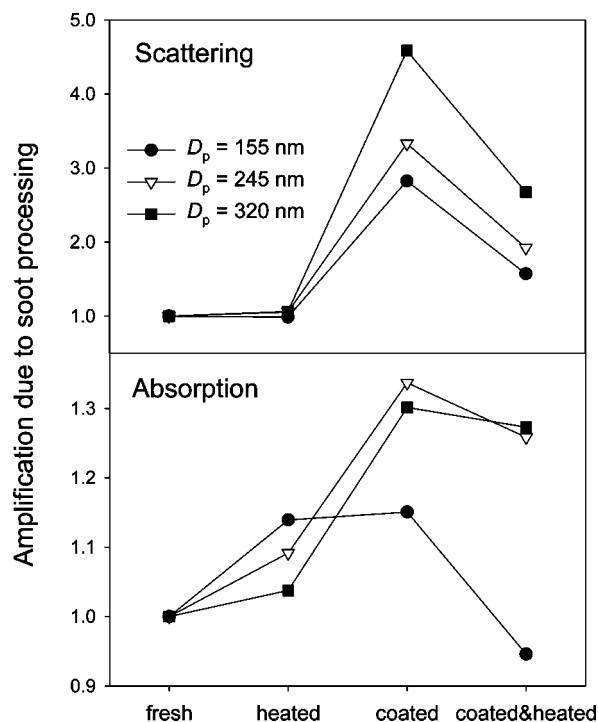 Amplification due to soot processing
5.0
Scattering
4.0
Dp = 155 nm
3.0
Dp = 245 nm
Dp = 320 nm
2.0
1.0
Absorption
1.3
1.2
1.1
1.0
0.9
fresh heated coated coated&heated